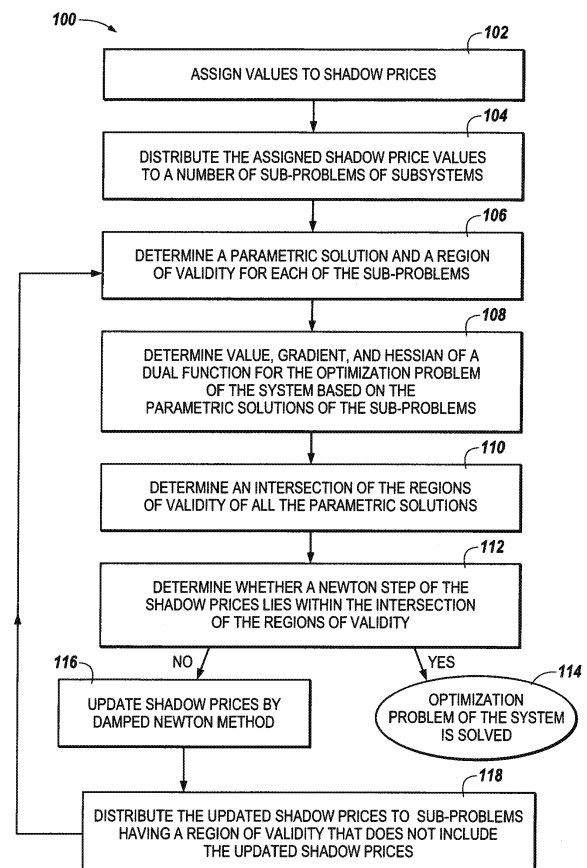 100
102
ASSIGN VALUES TO SHADOW PRICES
104
DISTRIBUTE THE ASSIGNED SHADOW PRICE VALUES
TO A NUMBER OF SUB-PROBLEMS OF SUBSYSTEMS
106
DETERMINE A PARAMETRIC SOLUTION AND A REGION
OF VALIDITY FOR EACH OF THE SUB-PROBLEMS
108
DETERMINE VALUE, GRADIENT, AND HESSIAN OF A
DUAL FUNCTION FOR THE OPTIMIZATION PROBLEM
OF THE SYSTEM BASED ON THE
PARAMETRIC SOLUTIONS OF THE SUB-PROBLEMS
110
DETERMINE AN INTERSECTION OF THE REGIONS
OF VALIDITY OF ALL THE PARAMETRIC SOLUTIONS
112
DETERMINE WHETHER A NEWTON STEP OF THE
SHADOW PRICES LIES WITHIN THE INTERSECTION
OF THE REGIONS OF VALIDITY
NO
YES
116
UPDATE SHADOW PRICES BY
DAMPED NEWTON METHOD
114
OPTIMIZATION
PROBLEM OF THE SYSTEM
IS SOLVED
118
DISTRIBUTE THE UPDATED SHADOW PRICES TO SUB-PROBLEMS
HAVING A REGION OF VALIDITY THAT DOES NOT INCLUDE
THE UPDATED SHADOW PRICES